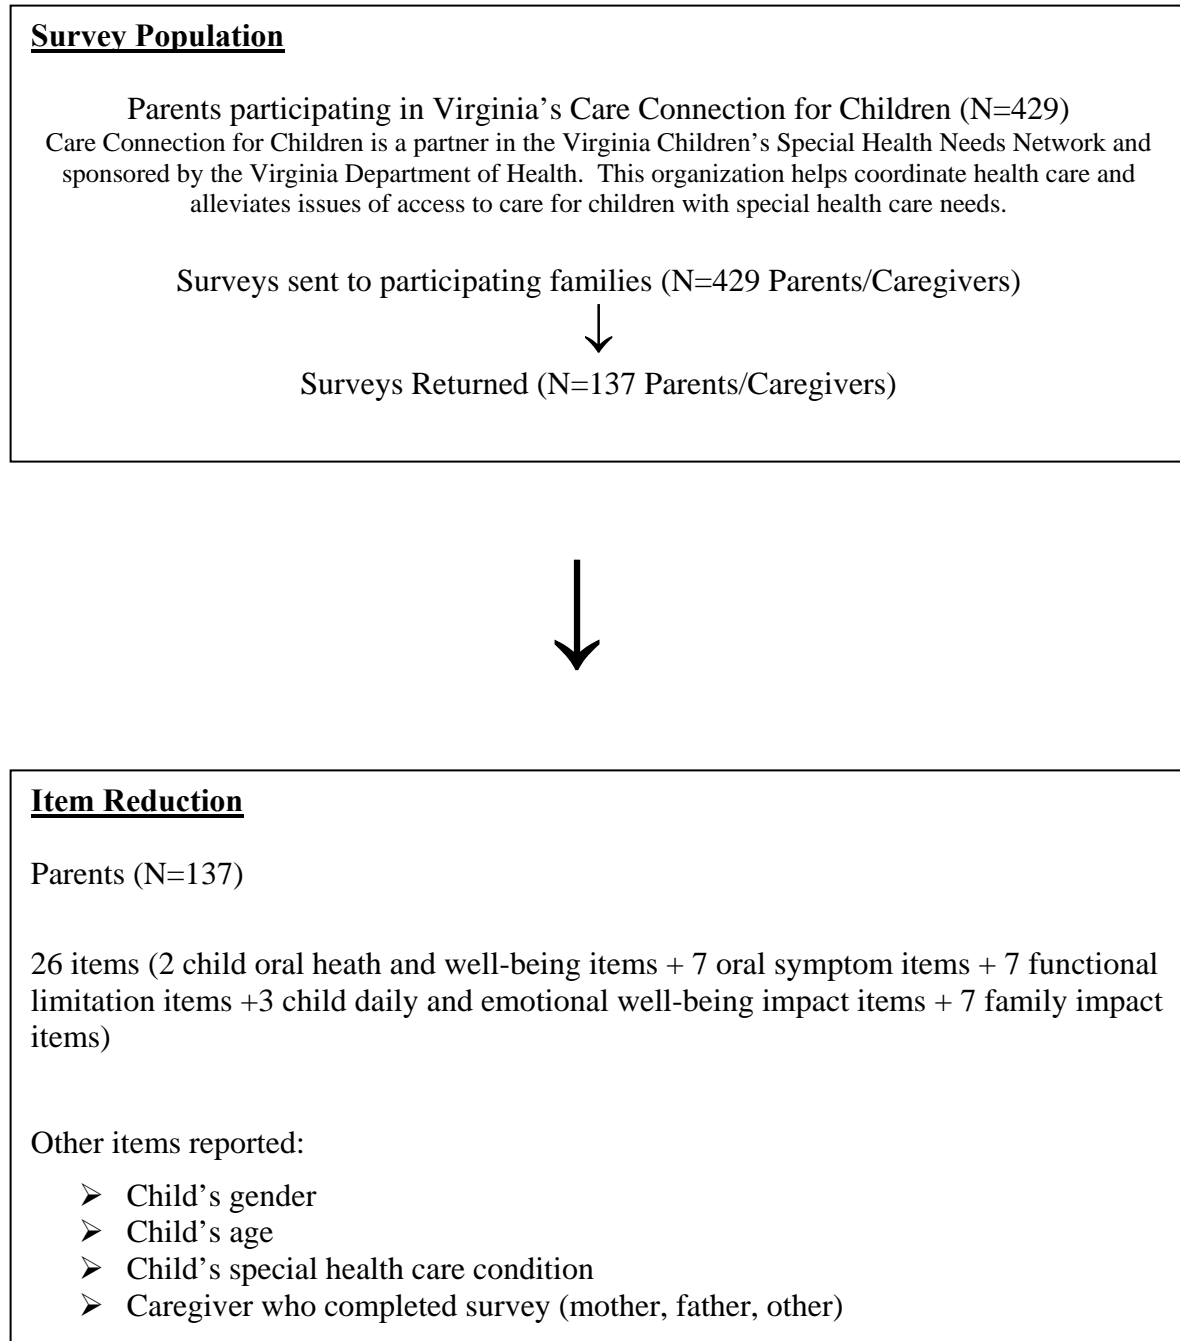 Survey Population
Parents participating in Virginia’s Care Connection for Children (N=429)
Care Connection for Children is a partner in the Virginia Children’s Special Health Needs Network and
sponsored by the Virginia Department of Health.  This organization helps coordinate health care and
alleviates issues of access to care for children with special health care needs.
Surveys sent to participating families (N=429 Parents/Caregivers)
Surveys Returned (N=137 Parents/Caregivers)
Item Reduction
Parents (N=137)
26 items (2 child oral heath and well-being items + 7 oral symptom items + 7 functional
limitation items +3 child daily and emotional well-being impact items + 7 family impact
items)
Other items reported:
➢ Child’s gender
➢ Child’s age
➢ Child’s special health care condition
➢ Caregiver who completed survey (mother, father, other)